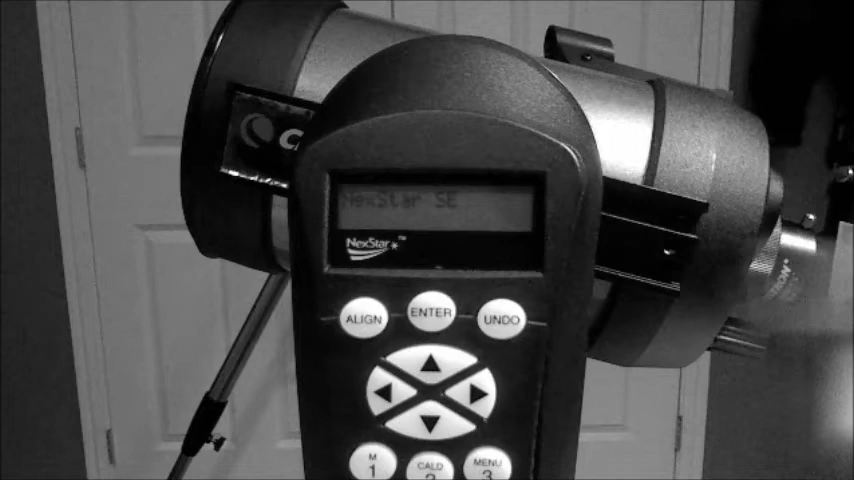 C
NexStar SE
NexStar
ALIGN
ENTER
UNDO
M
1
CALD
2
MENU
3